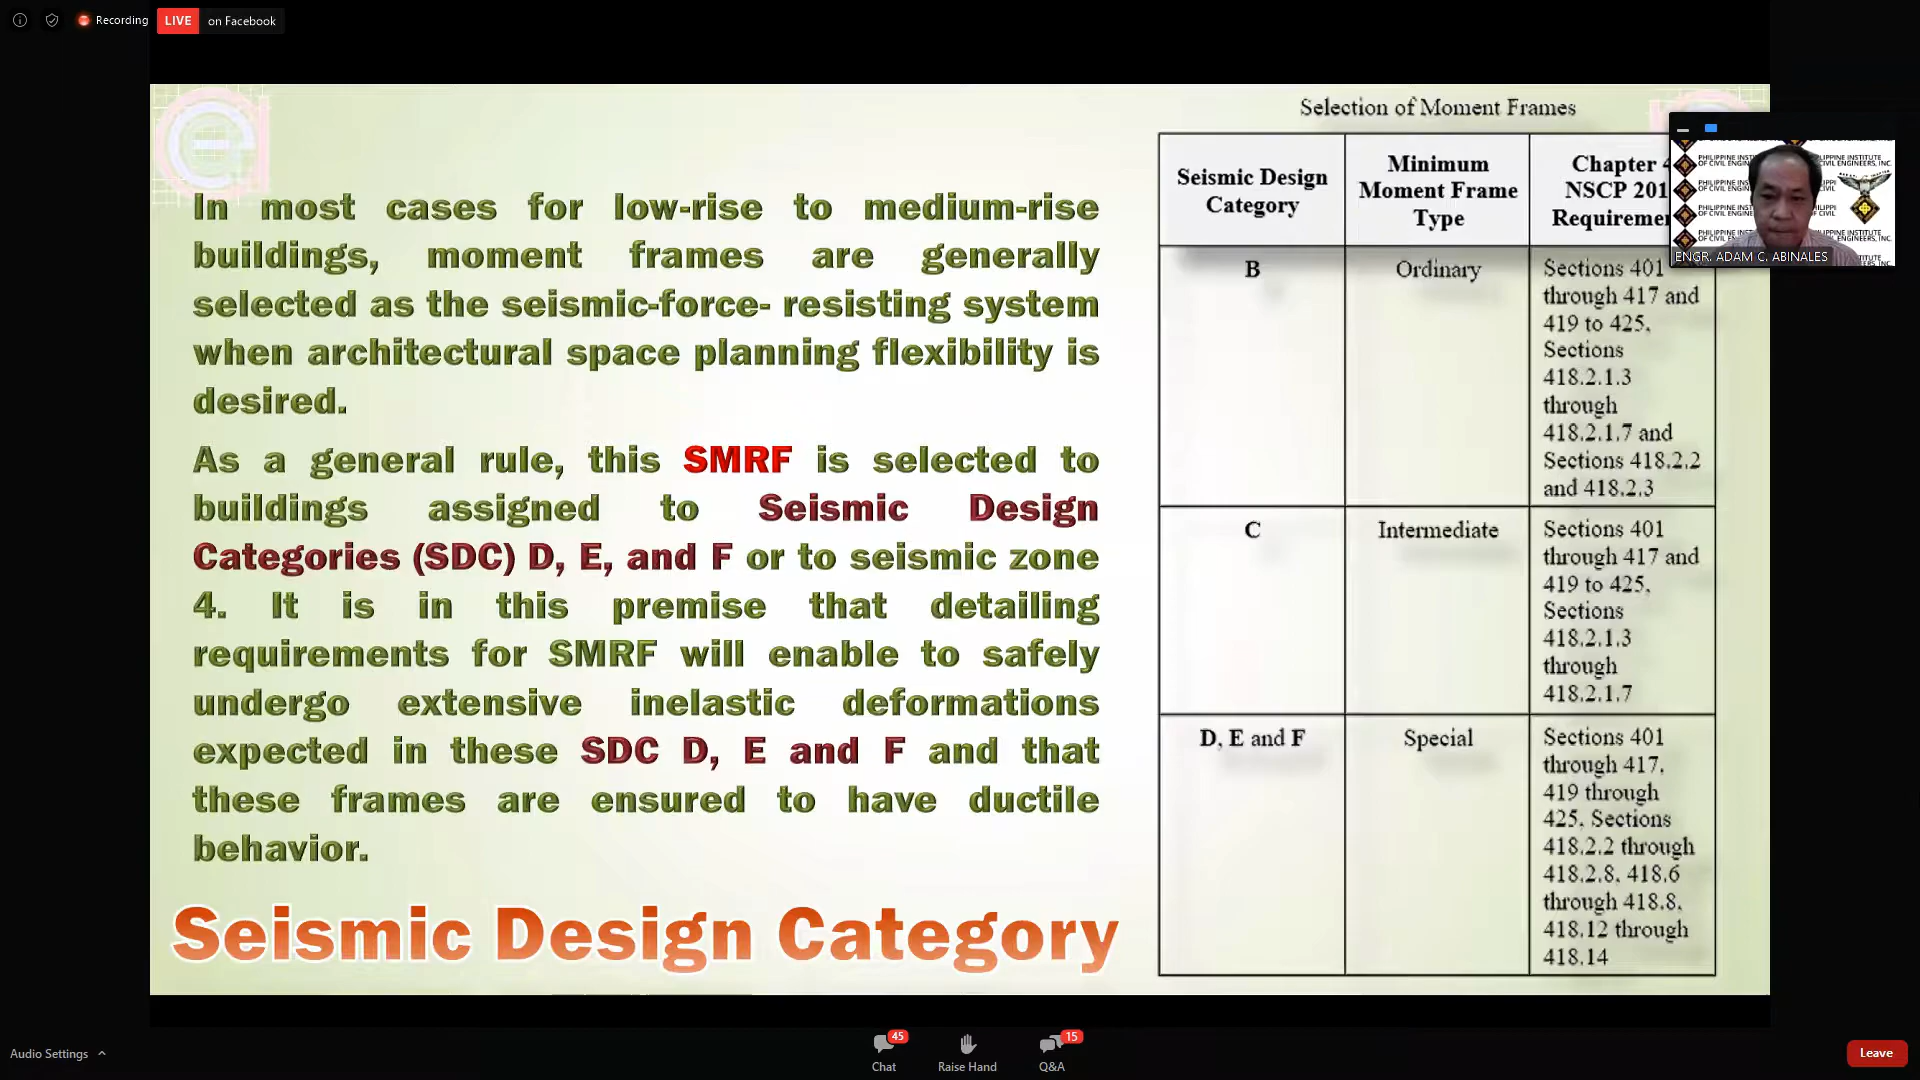 Recording
LIVE on Facebook
Selection of Moment Frames
In most cases for low-rise to medium-rise
buildings, moment frames are generally
selected as the seismic-force- resisting system
when architectural space planning flexibility is
desired.
As a general rule, this SMRF is selected to
buildings assigned to Seismic Design
Categories (SDC) D, E, and F or to seismic zone
4. It is in this premise that detailing
requirements for SMRF will enable to safely
undergo extensive inelastic deformations
expected in these SDC D, E and F and that
these frames are ensured to have ductile
behavior.
Seismic Design Category
Seismic Design
Category
Minimum
Moment Frame
Type
Chapter
NSCP 201
Requiremen
B
Ordinary
Sections 401
through 417 and
419 to 425,
Sections
418.2.1.3
through
418.2.1.7 and
Sections 418.2.2
and 418.2.3
C
Intermediate
Sections 401
through 417 and
419 to 425,
Sections
418.2.1.3
through
418.2.1.7
D, E and F
Special
Sections 401
through 417,
419 through
425, Sections
418.2.2 through
418.2.8, 418.6
through 418.8,
418.12 through
418.14
ENGR. ADAM C. ABINALES
Audio Settings
45
Chat
Raise Hand
15
Q&A
Leave